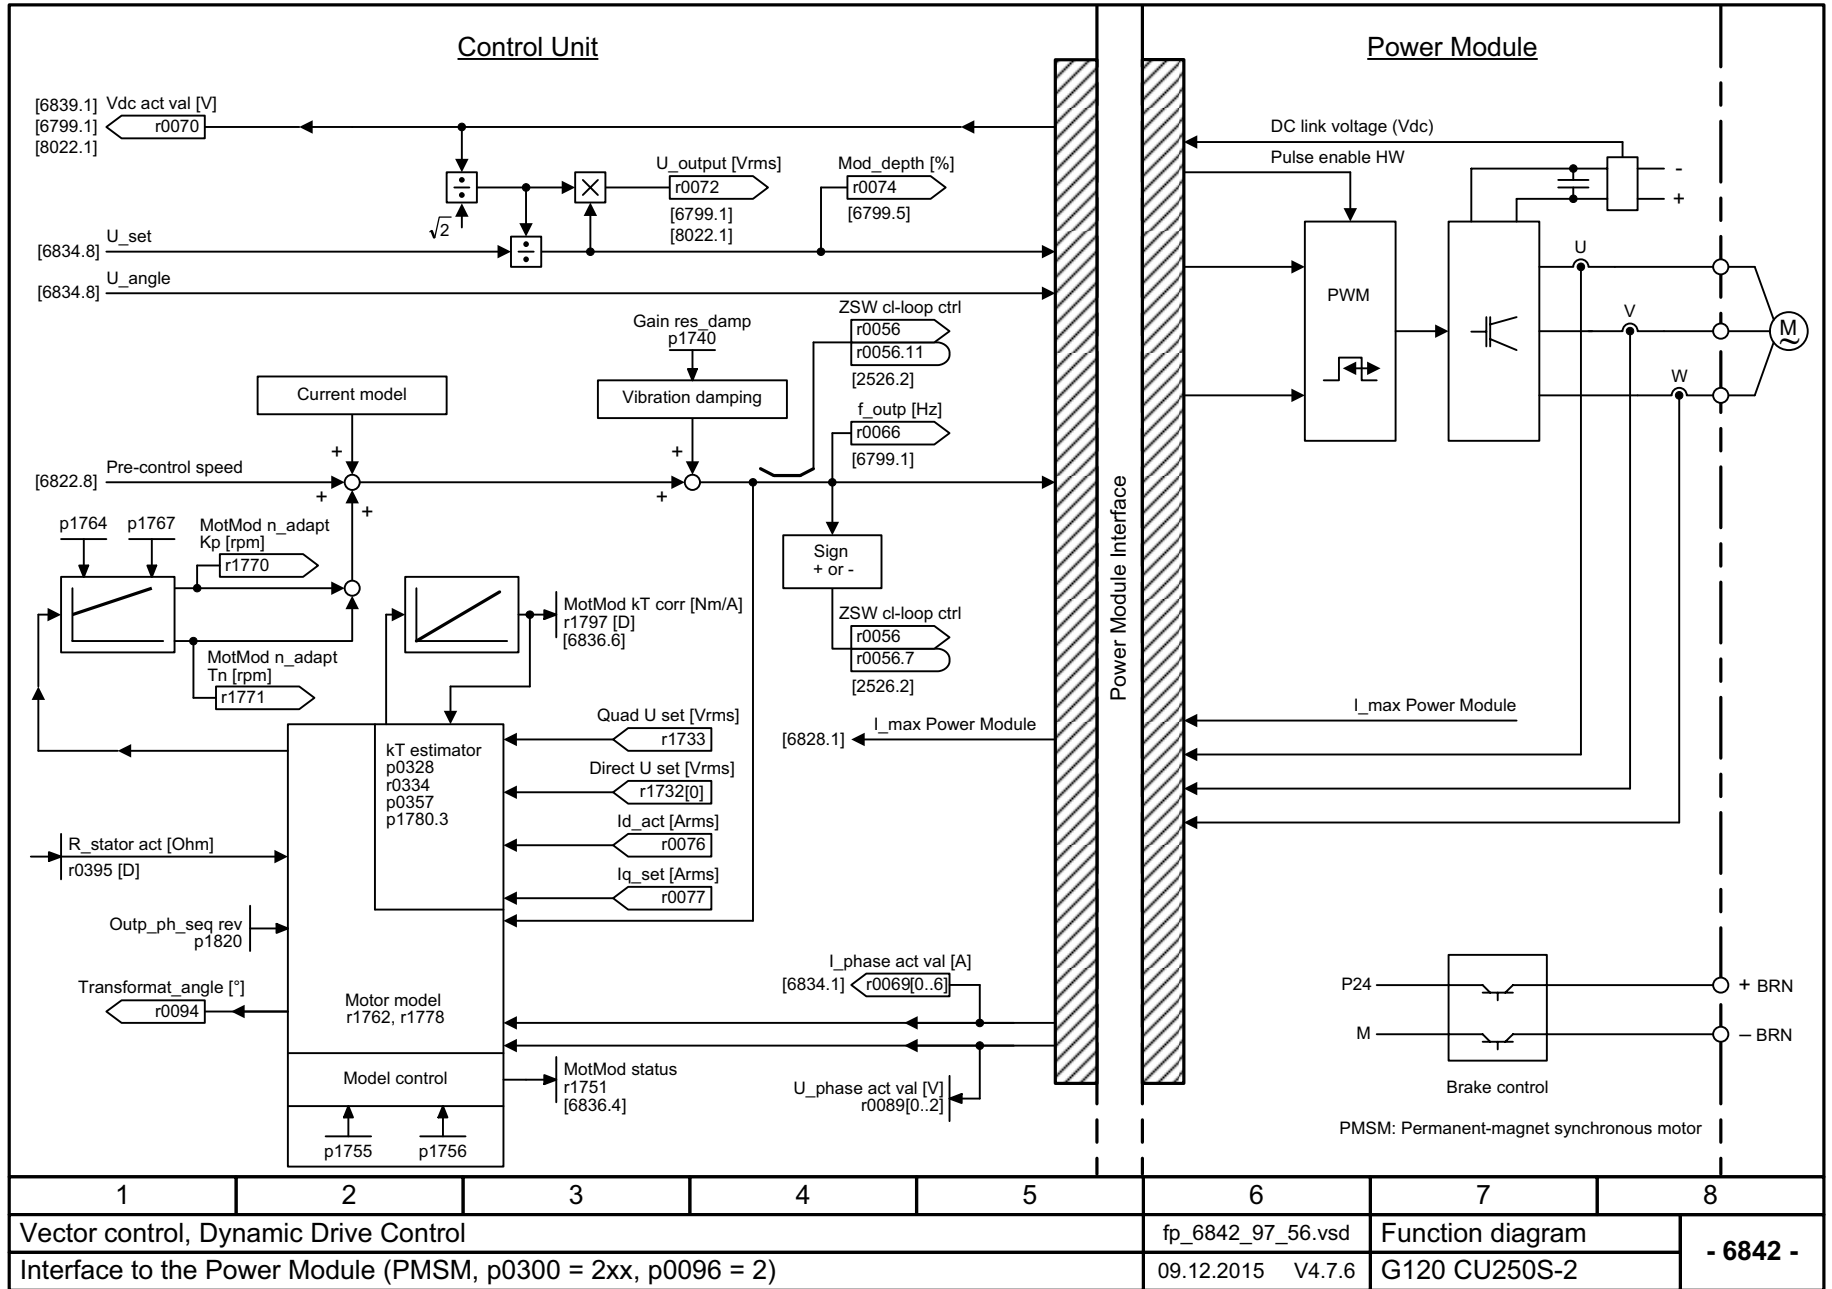 Control Unit
Power Module
[6839.1] Vdc act val [V]
[6799.1] r0070
[8022.1]
÷
√2
÷
×
U_output [Vrms]
r0072
[6799.1]
[8022.1]
Mod_depth [%]
r0074
[6799.5]
U_set
[6834.8]
U_angle
[6834.8]
Gain res_damp
p1740
Vibration damping
ZSW cl-loop ctrl
r0056
r0056.11
[2526.2]
Current model
f_outp [Hz]
r0066
[6799.1]
+
+
Pre-control speed
[6822.8]
+
+
+
p1764 p1767
MotMod n_adapt
Kp [rpm]
r1770
MotMod n_adapt
Tn [rpm]
r1771
MotMod kT corr [Nm/A]
r1797 [D]
[6836.6]
Sign
+ or -
ZSW cl-loop ctrl
r0056
r0056.7
[2526.2]
I_max Power Module
[6828.1]
kT estimator
p0328
r0334
p0357
p1780.3
Quad U set [Vrms]
r1733
Direct U set [Vrms]
r1732[0]
Id_act [Arms]
r0076
Iq_set [Arms]
r0077
R_stator act [Ohm]
r0395 [D]
Outp_ph_seq rev
p1820
Transformat_angle [°]
r0094
Motor model
r1762, r1778
I_phase act val [A]
[6834.1] r0069[0..6]
Model control
MotMod status
r1751
[6836.4]
U_phase act val [V]
r0089[0..2]
p1755 p1756
Power Module Interface
DC link voltage (Vdc)
Pulse enable HW
-
+
PWM
U
V
W
M
~
I_max Power Module
P24
+ BRN
M
– BRN
Brake control
PMSM: Permanent-magnet synchronous motor
1 2 3 4 5 6 7 8
Vector control, Dynamic Drive Control
fp_6842_97_56.vsd
Function diagram
- 6842 -
Interface to the Power Module (PMSM, p0300 = 2xx, p0096 = 2)
09.12.2015 V4.7.6
G120 CU250S-2